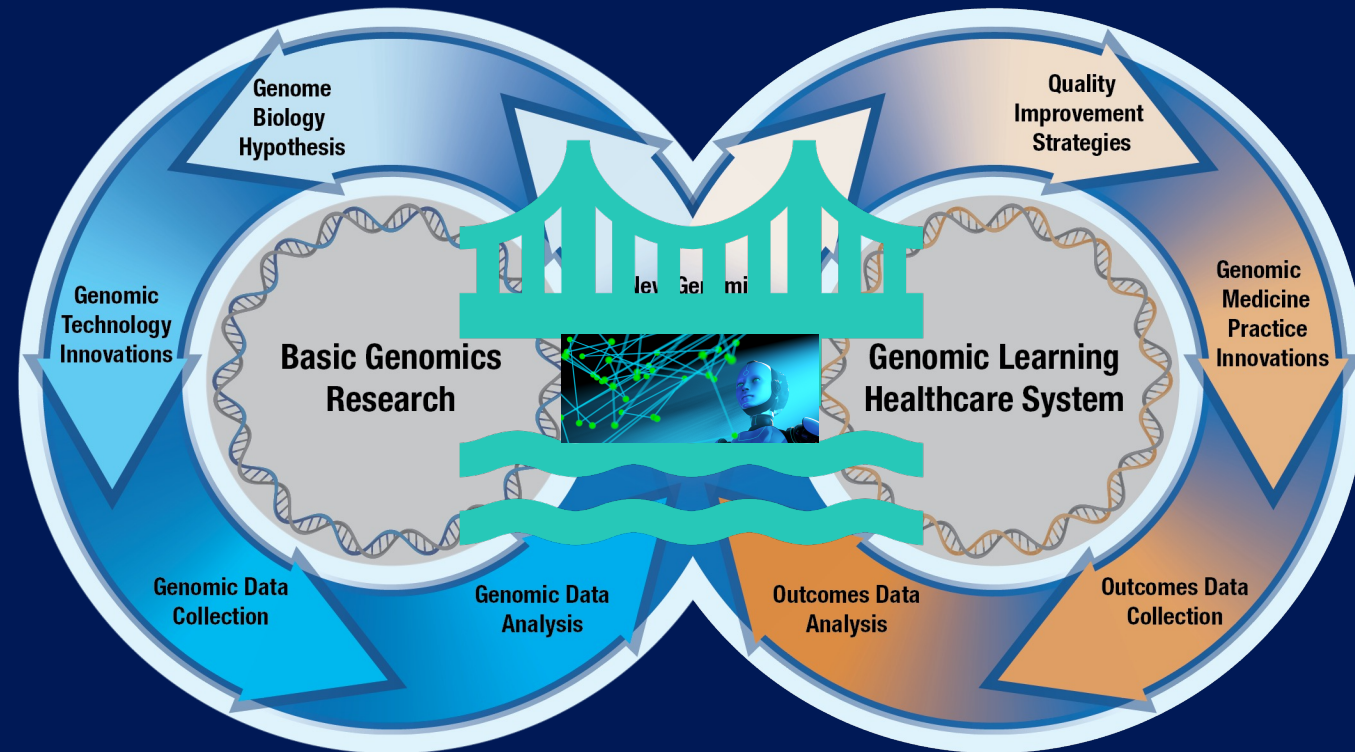 Genome
Biology
Hypothesis
Quality
Improvement
Strategies
Genomic
Technology
Innovations
Genomic
Medicine
Practice
Innovations
Basic Genomics
Research
Genomic Learning
Healthcare System
Genomic Data
Collection
Genomic Data
Analysis
Outcomes Data
Analysis
Outcomes Data
Collection